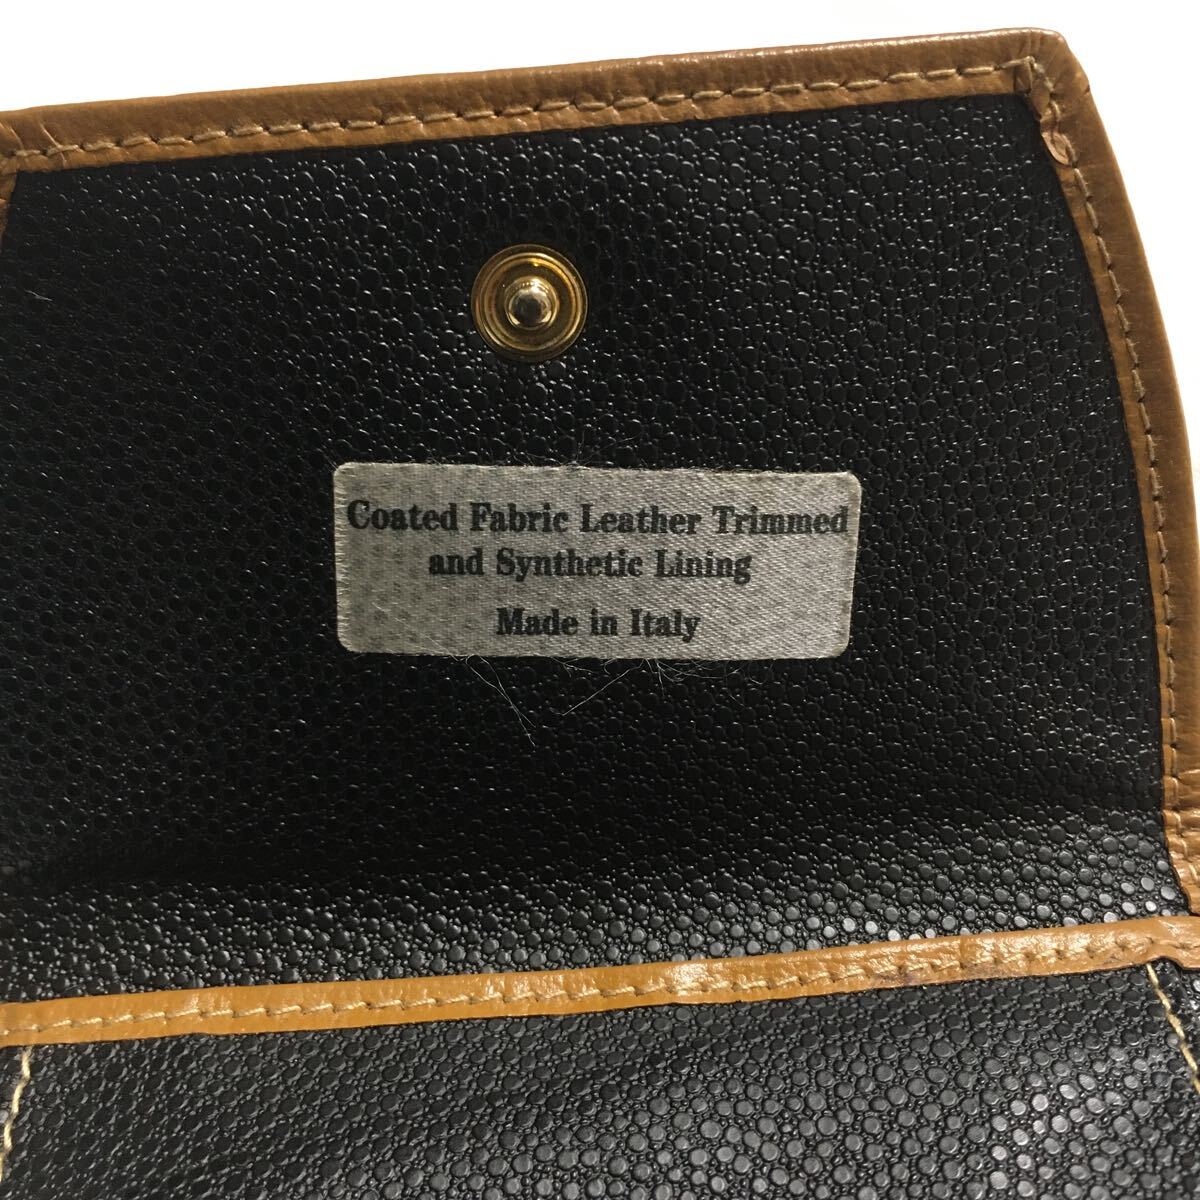 Coated Fabric Leather Trimmed
and Synthetic Lining
Made in Italy